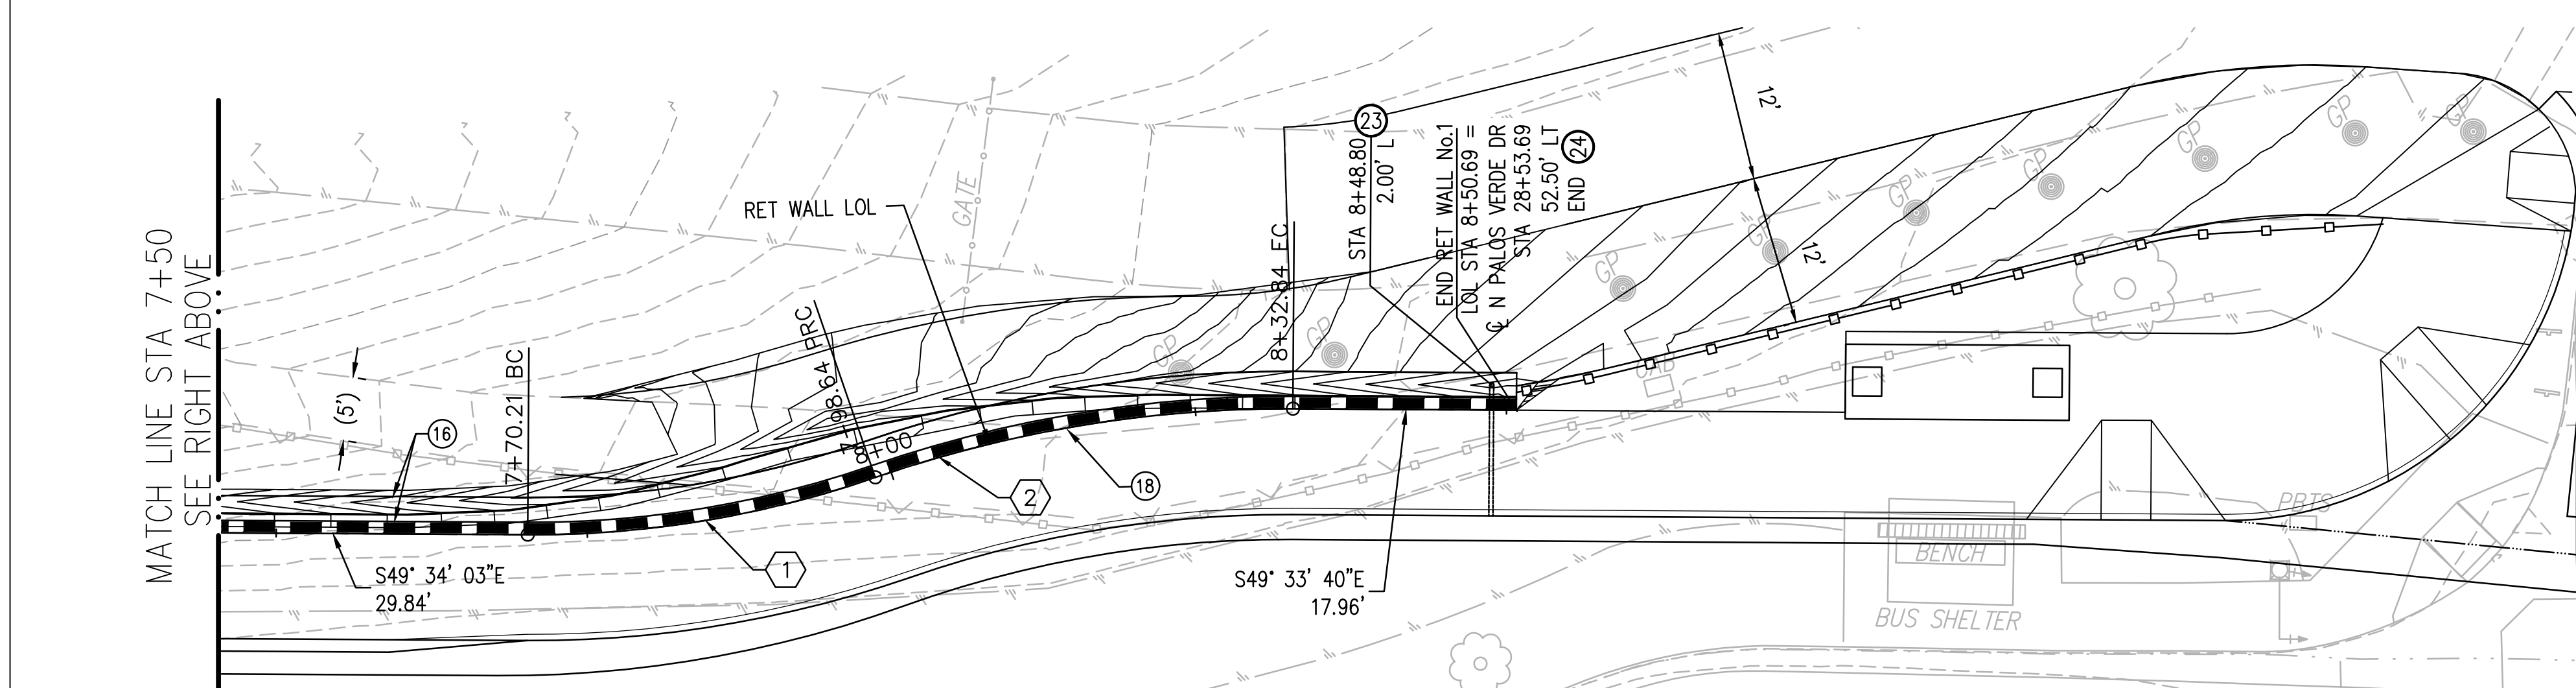 MATCH LINE STA 7+50
SEE RIGHT ABOVE
(5')
16
7+70.21 BC
S49° 34' 03"E
29.84'
RET WALL LOL
7+98.64 PRC
8+00
1
2
18
GATE
GP
GP
8+32.84 EC
23
STA 8+48.80
2.00' L
END RET WALL No.1
LOL STA 8+50.69 =
℄ N PALOS VERDE DR
STA 28+53.69
52.50' LT
END 24
S49° 33' 40"E
17.96'
12'
12'
GP
GP
GP
GP
GP
GP
GP
BENCH
BUS SHELTER
PBTS